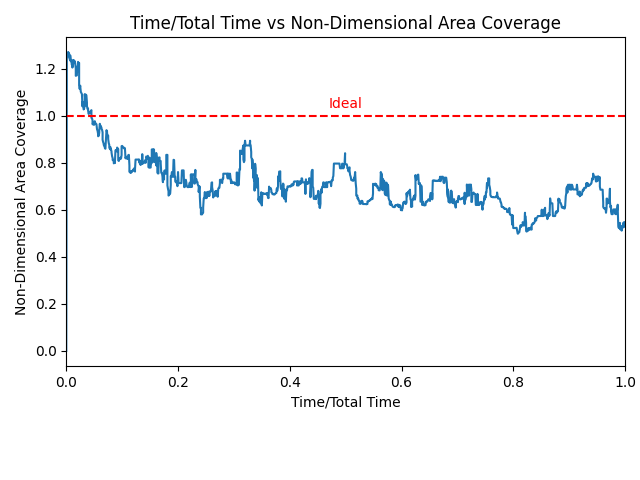 Time/Total Time vs Non-Dimensional Area Coverage
Non-Dimensional Area Coverage
1.2
1.0
0.8
0.6
0.4
0.2
0.0
Ideal
0.0 0.2 0.4 0.6 0.8 1.0
Time/Total Time